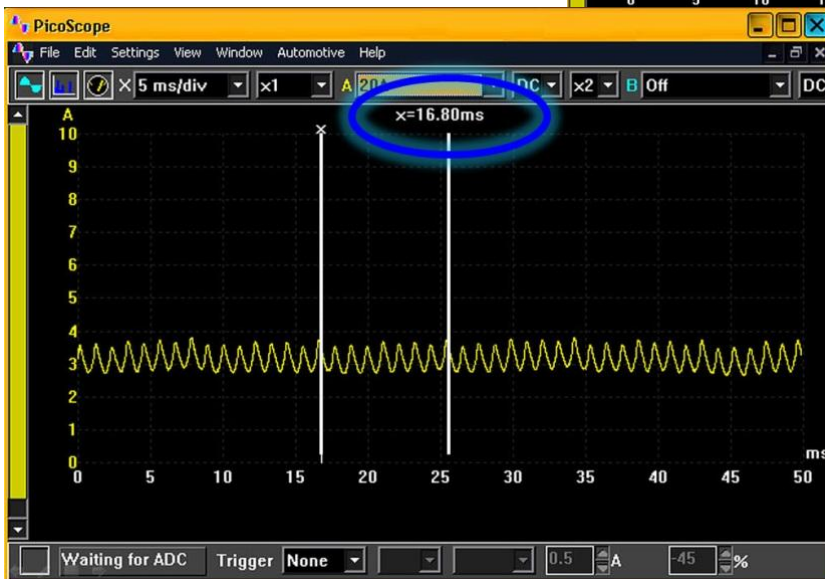 PicoScope
File Edit Settings View Window Automotive Help
X 5 ms/div x1 A 20A DC x2 B Off DC
A
x=16.80ms
10
9
8
7
6
5
4
3
2
1
0
0 5 10 15 20 25 30 35 40 45 50
ms
Waiting for ADC Trigger None 0.5 A -45 %